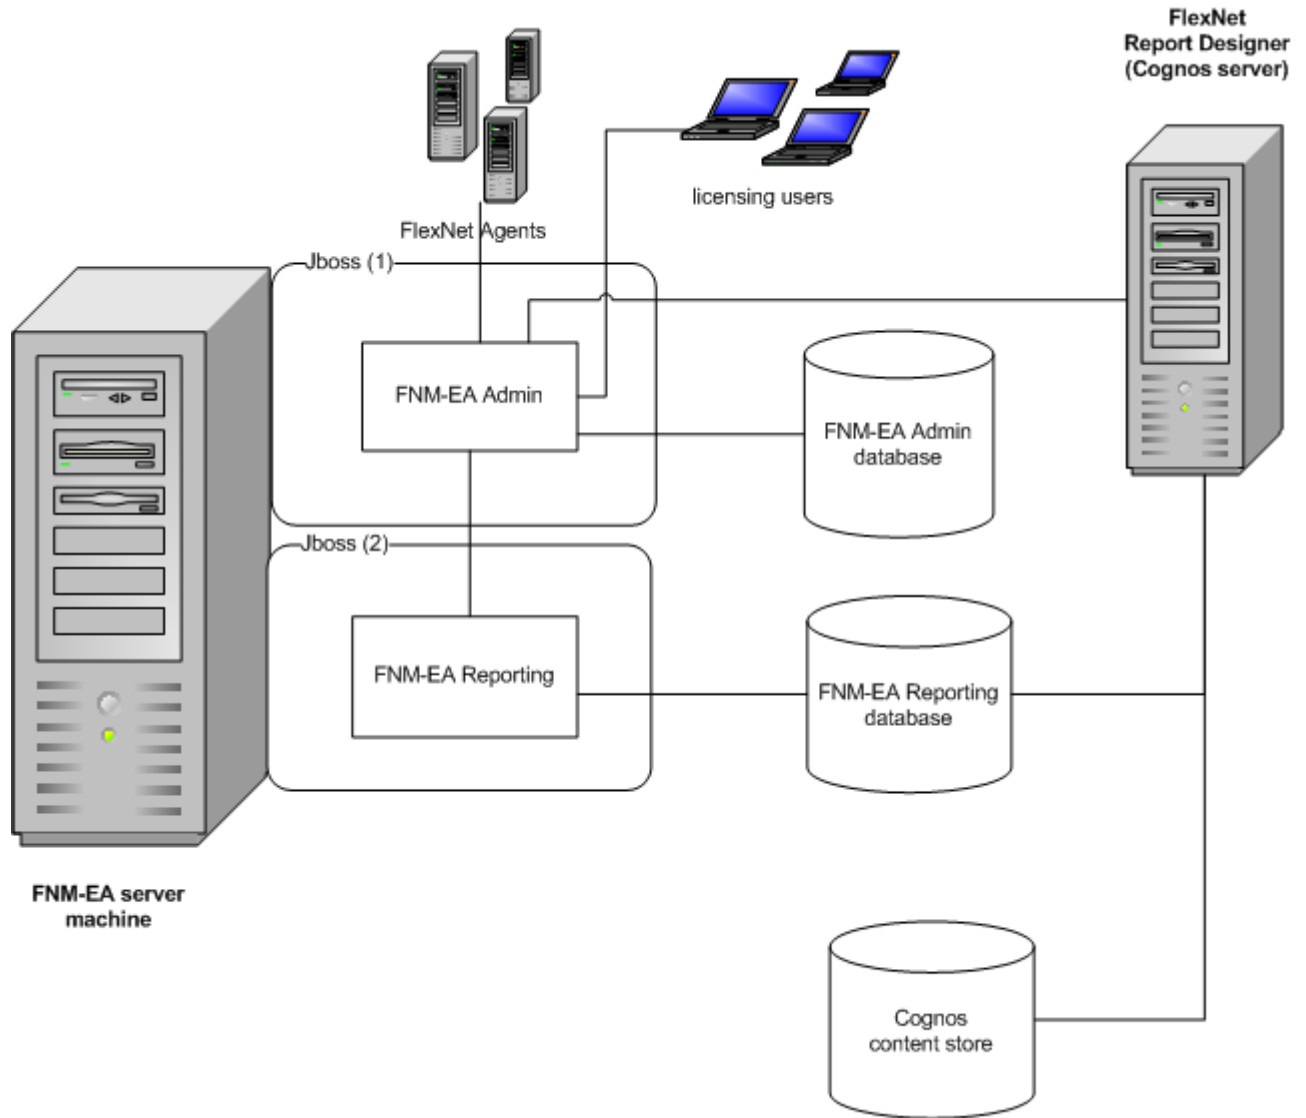 FlexNet
Report Designer
(Cognos server)
licensing users
FlexNet Agents
Jboss (1)
FNM-EA Admin
FNM-EA Admin
database
Jboss (2)
FNM-EA Reporting
FNM-EA Reporting
database
FNM-EA server
machine
Cognos
content store